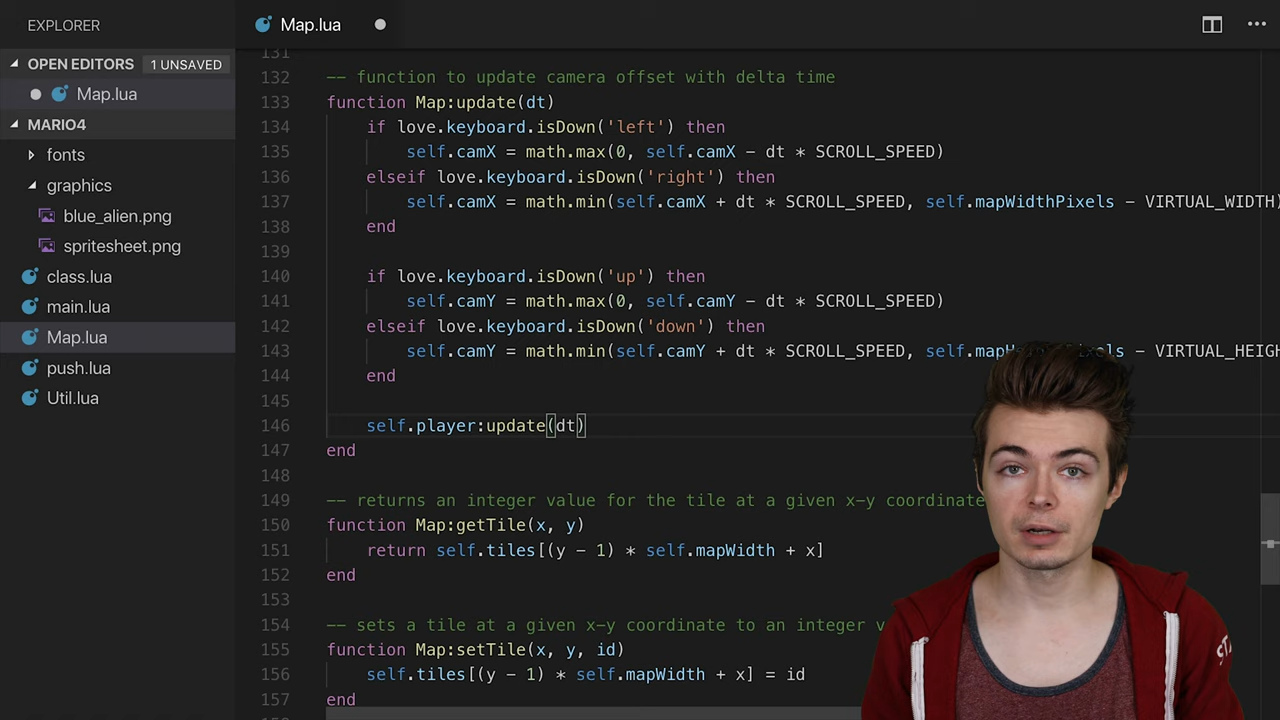 EXPLORER
Map.lua
OPEN EDITORS 1 UNSAVED
Map.lua
MARIO4
fonts
graphics
blue_alien.png
spritesheet.png
class.lua
main.lua
Map.lua
push.lua
Util.lua
131
132 -- function to update camera offset with delta time
133 function Map:update(dt)
134 if love.keyboard.isDown('left') then
135 self.camX = math.max(0, self.camX - dt * SCROLL_SPEED)
136 elseif love.keyboard.isDown('right') then
137 self.camX = math.min(self.camX + dt * SCROLL_SPEED, self.mapWidthPixels - VIRTUAL_WIDTH)
138 end
139
140 if love.keyboard.isDown('up') then
141 self.camY = math.max(0, self.camY - dt * SCROLL_SPEED)
142 elseif love.keyboard.isDown('down') then
143 self.camY = math.min(self.camY + dt * SCROLL_SPEED, - VIRTUAL_HEIGH
144 end
145
146 self.player:update(dt)
147 end
148
149 -- returns an integer value for the tile at a given x-y coordinate
150 function Map:getTile(x, y)
151 return self.tiles[(y - 1) * self.mapWidth + x]
152 end
153
154 -- sets a tile at a given x-y coordinate to an integer v
155 function Map:setTile(x, y, id)
156 self.tiles[(y - 1) * self.mapWidth + x] = id
157 end